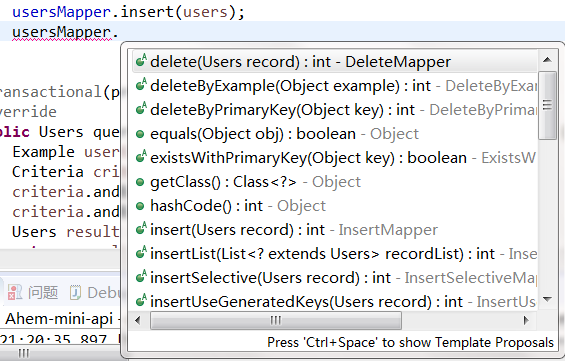 usersMapper.insert(users);
usersMapper.
delete(Users record) : int - DeleteMapper
deleteByExample(Object example) : int - DeleteByExar
ransactional(p
deleteByPrimaryKey(Object key) : int - DeleteByPrima
verride
equals(Object obj) : boolean - Object
blic Users que
existsWithPrimaryKey(Object key) : boolean - ExistsW
Example user
getClass() : Class<?> - Object
Criteria cri
hashCode() : int - Object
criteria.and
insert(Users record) : int - InsertMapper
criteria.and
insertList(List<? extends Users> recordList) : int - Inser
Users result
insertSelective(Users record) : int - InsertSelectiveMap
问题 Debu
insertUseGeneratedKeys(Users record) : int - InsertUs
Ahem-mini-api -
Press 'Ctrl+Space' to show Template Proposals
21:20:35,897